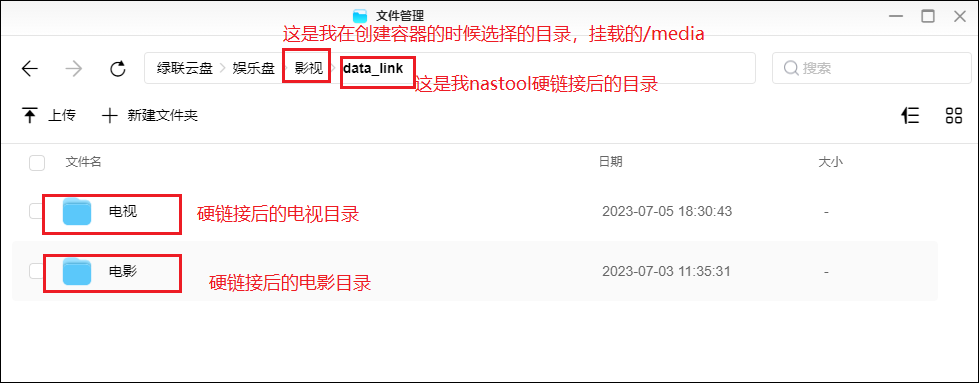 文件管理
这是我在创建容器的时候选择的目录，挂载的/media
绿联云盘 > 娱乐盘 > 影视 > data_link
搜索
这是我nastool硬链接后的目录
上传 新建文件夹
文件名 日期 大小
电视 硬链接后的电视目录 2023-07-05 18:30:43 -
电影 硬链接后的电影目录 2023-07-03 11:35:31 -